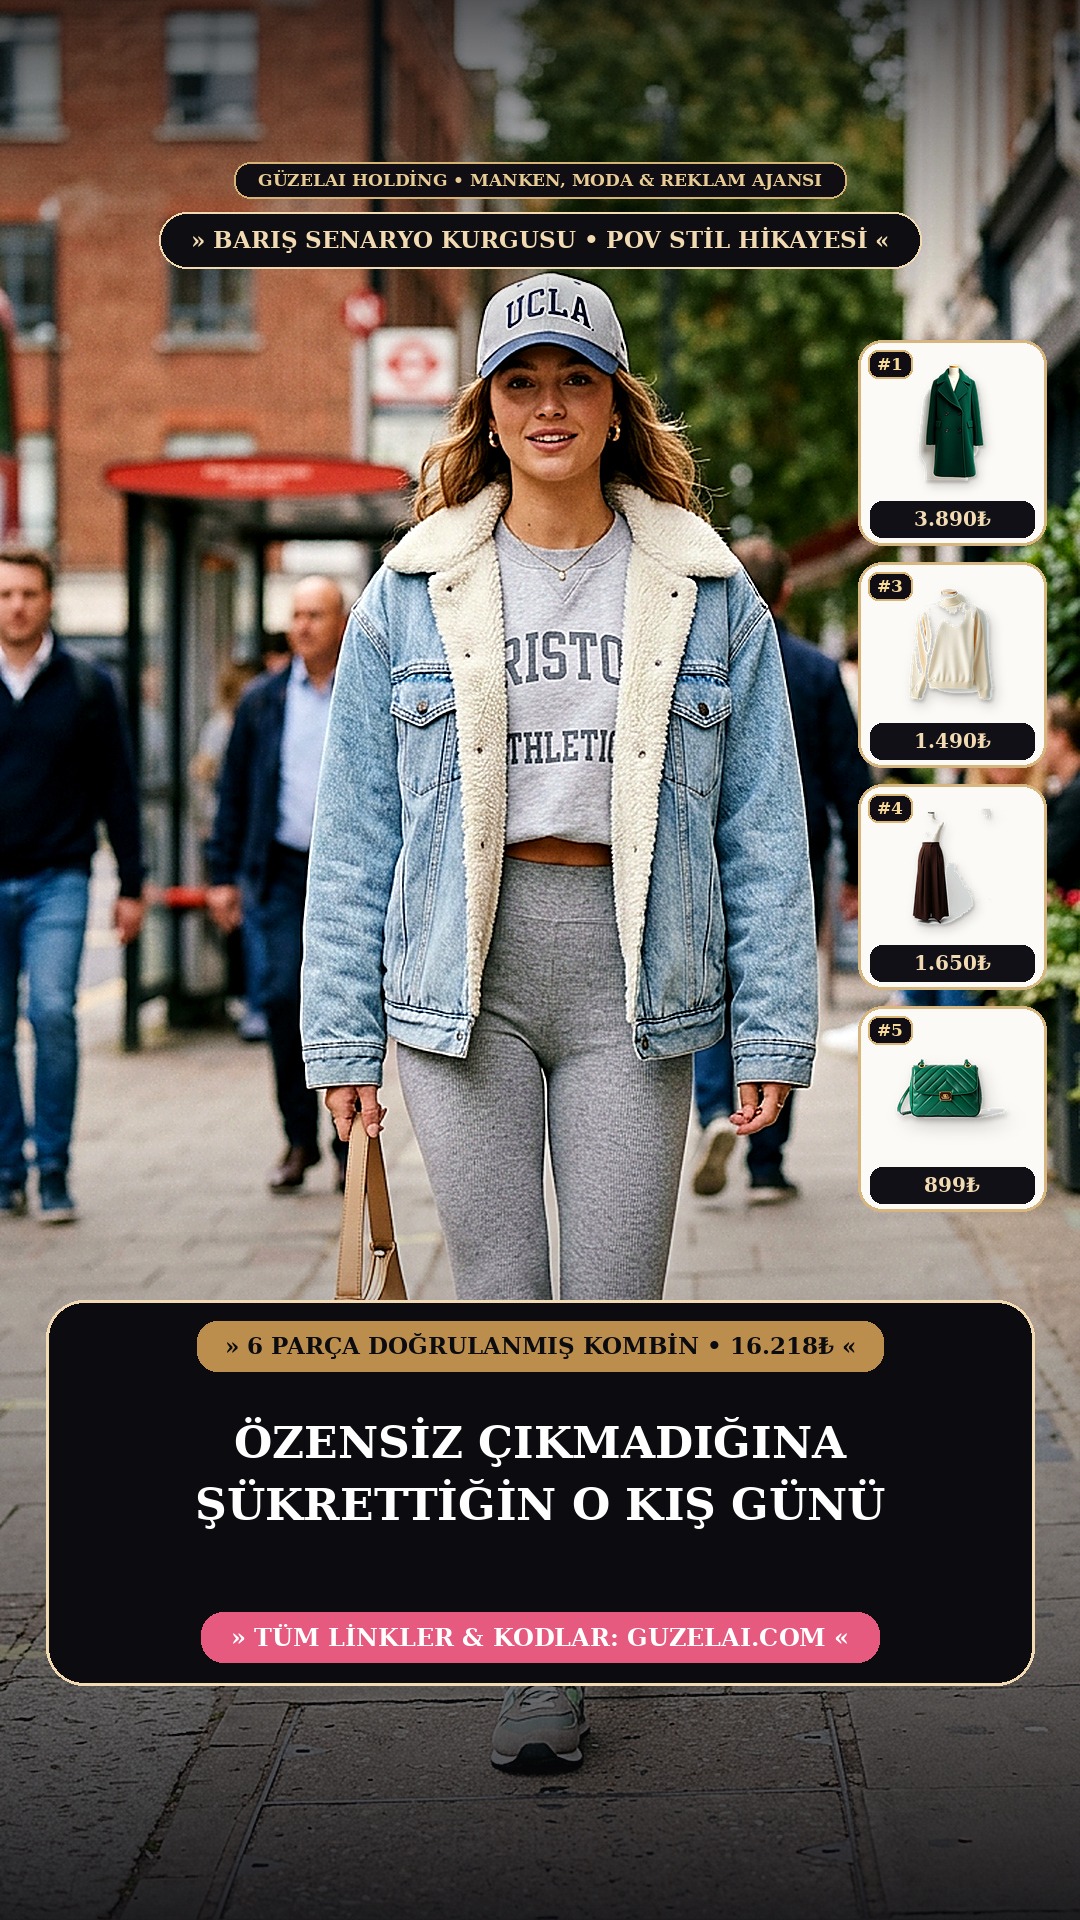 GÜZELAI HOLDİNG • MANKEN, MODA & REKLAM AJANSI
» BARIŞ SENARYO KURGUSU • POV STİL HİKAYESİ «
UCLA
RISTO
THLETIC
#1
3.890₺
#3
1.490₺
#4
1.650₺
#5
899₺
» 6 PARÇA DOĞRULANMIŞ KOMBİN • 16.218₺ «
ÖZENSİZ ÇIKMADIĞINA
ŞÜKRETTİĞİN O KIŞ GÜNÜ
» TÜM LİNKLER & KODLAR: GUZELAI.COM «